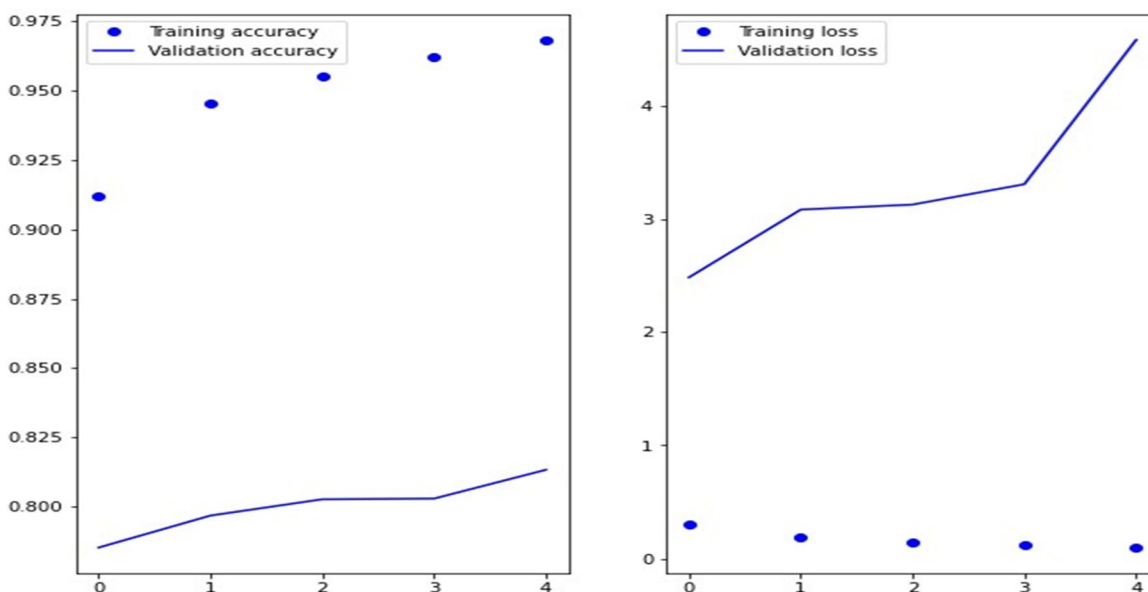 Training accuracy
Validation accuracy
0.975
0.950
0.925
0.900
0.875
0.850
0.825
0.800
0 1 2 3 4
Training loss
Validation loss
4
3
2
1
0
0 1 2 3 4